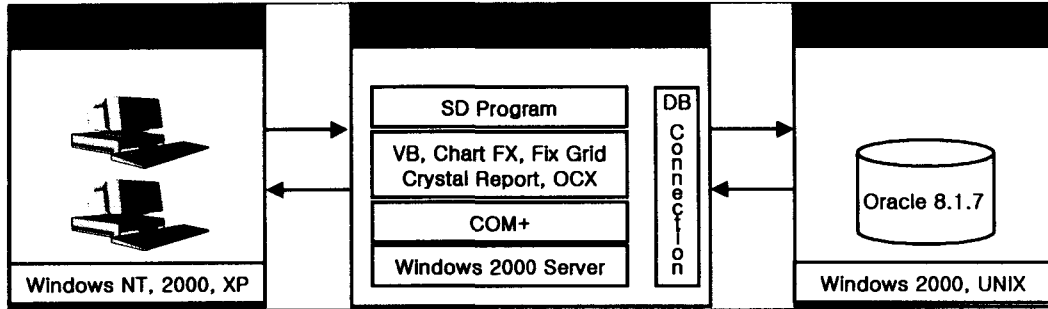 SD Program
VB, Chart FX, Fix Grid
Crystal Report, OCX
COM+
Windows 2000 Server
DB Connection
Oracle 8.1.7
Windows NT, 2000, XP
Windows 2000, UNIX